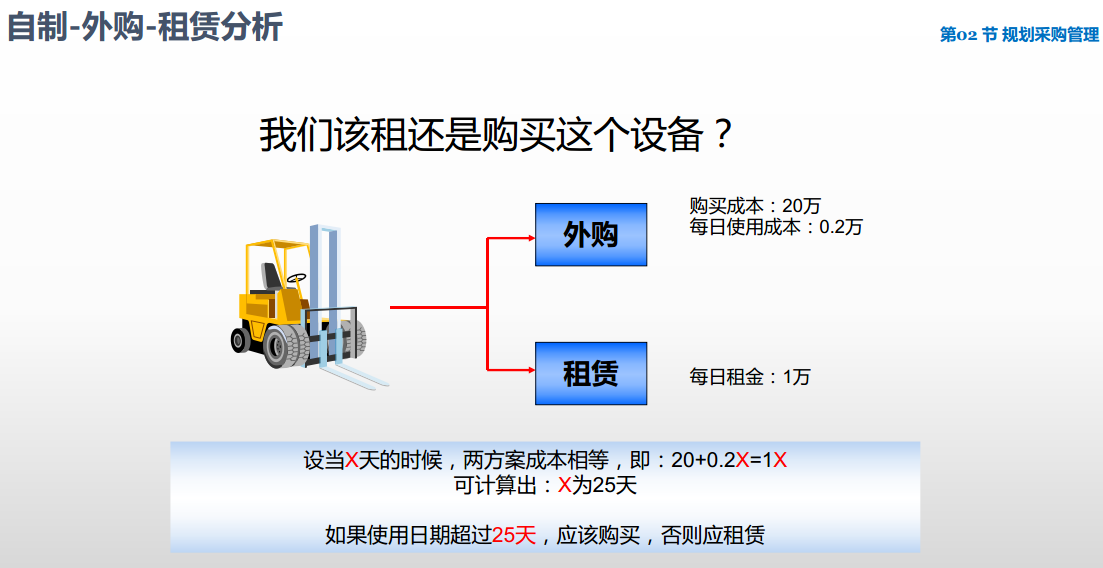 自制-外购-租赁分析
第02 节 规划采购管理
我们该租还是购买这个设备？
外购
购买成本：20万
每日使用成本：0.2万
租赁
每日租金：1万
设当X天的时候，两方案成本相等，即：20+0.2X=1X
可计算出：X为25天
如果使用日期超过25天，应该购买，否则应租赁